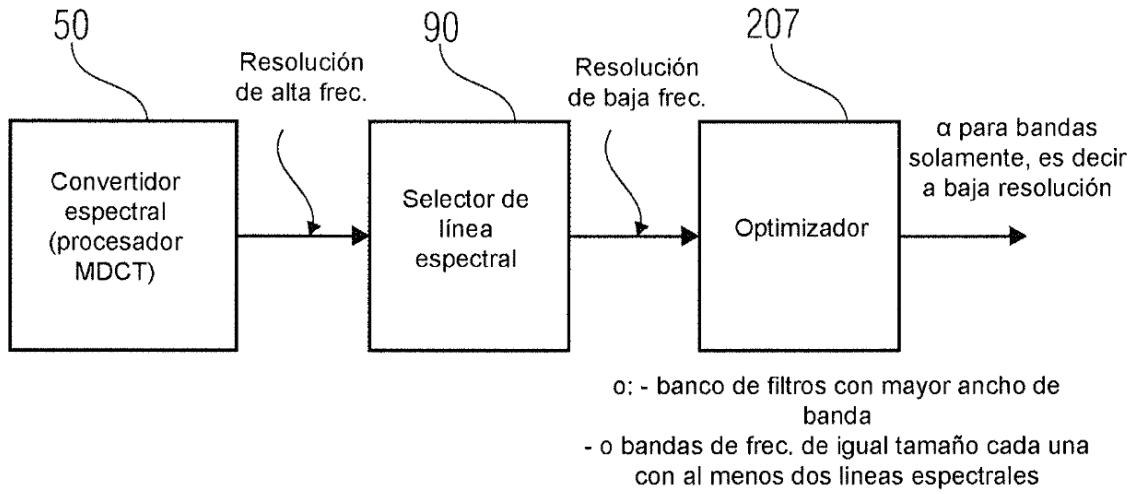 50
90
207
Resolución
de alta frec.
Resolución
de baja frec.
α para bandas
solamente, es decir
a baja resolución
Convertidor
espectral
(procesador
MDCT)
Selector de
línea
espectral
Optimizador
o: - banco de filtros con mayor ancho de
banda
- o bandas de frec. de igual tamaño cada una
con al menos dos lineas espectrales